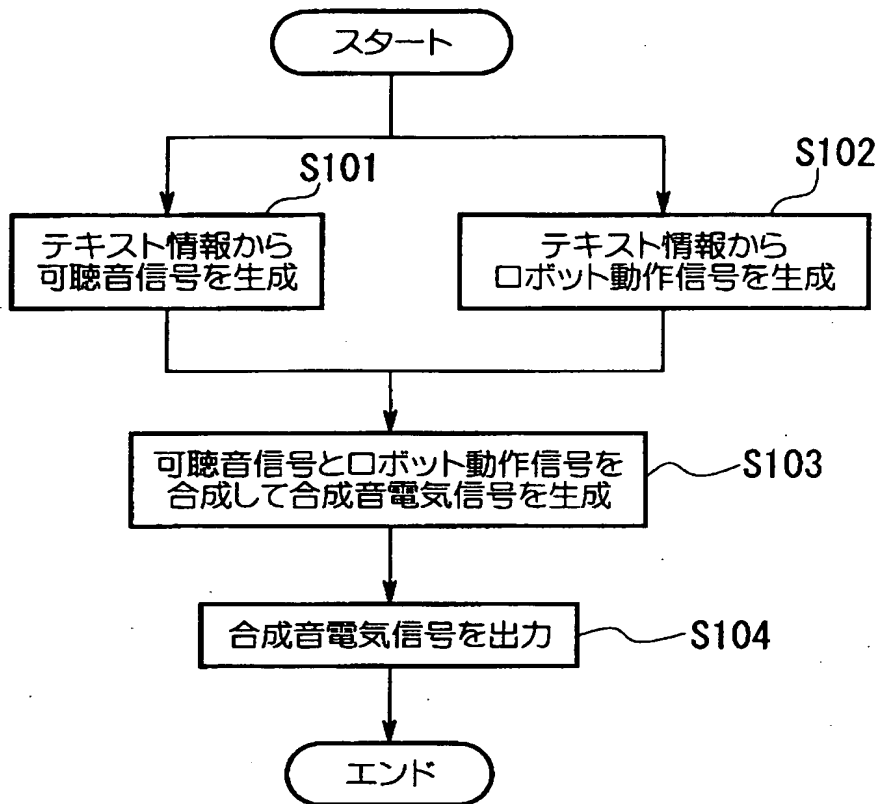 スタート
S101
S102
テキスト情報から
可聴音信号を生成
テキスト情報から
ロボット動作信号を生成
可聴音信号とロボット動作信号を
合成して合成音電気信号を生成
S103
合成音電気信号を出力
S104
エンド